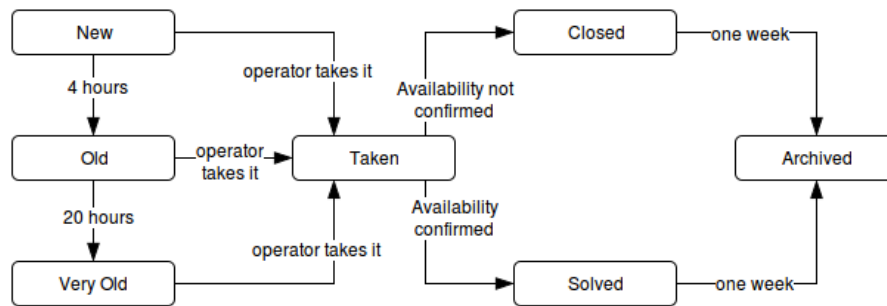 New
Closed
one week
operator takes it
4 hours
Availability not
confirmed
Old
operator
takes it
Taken
Archived
20 hours
Availability
confirmed
operator takes it
Very Old
Solved
one week